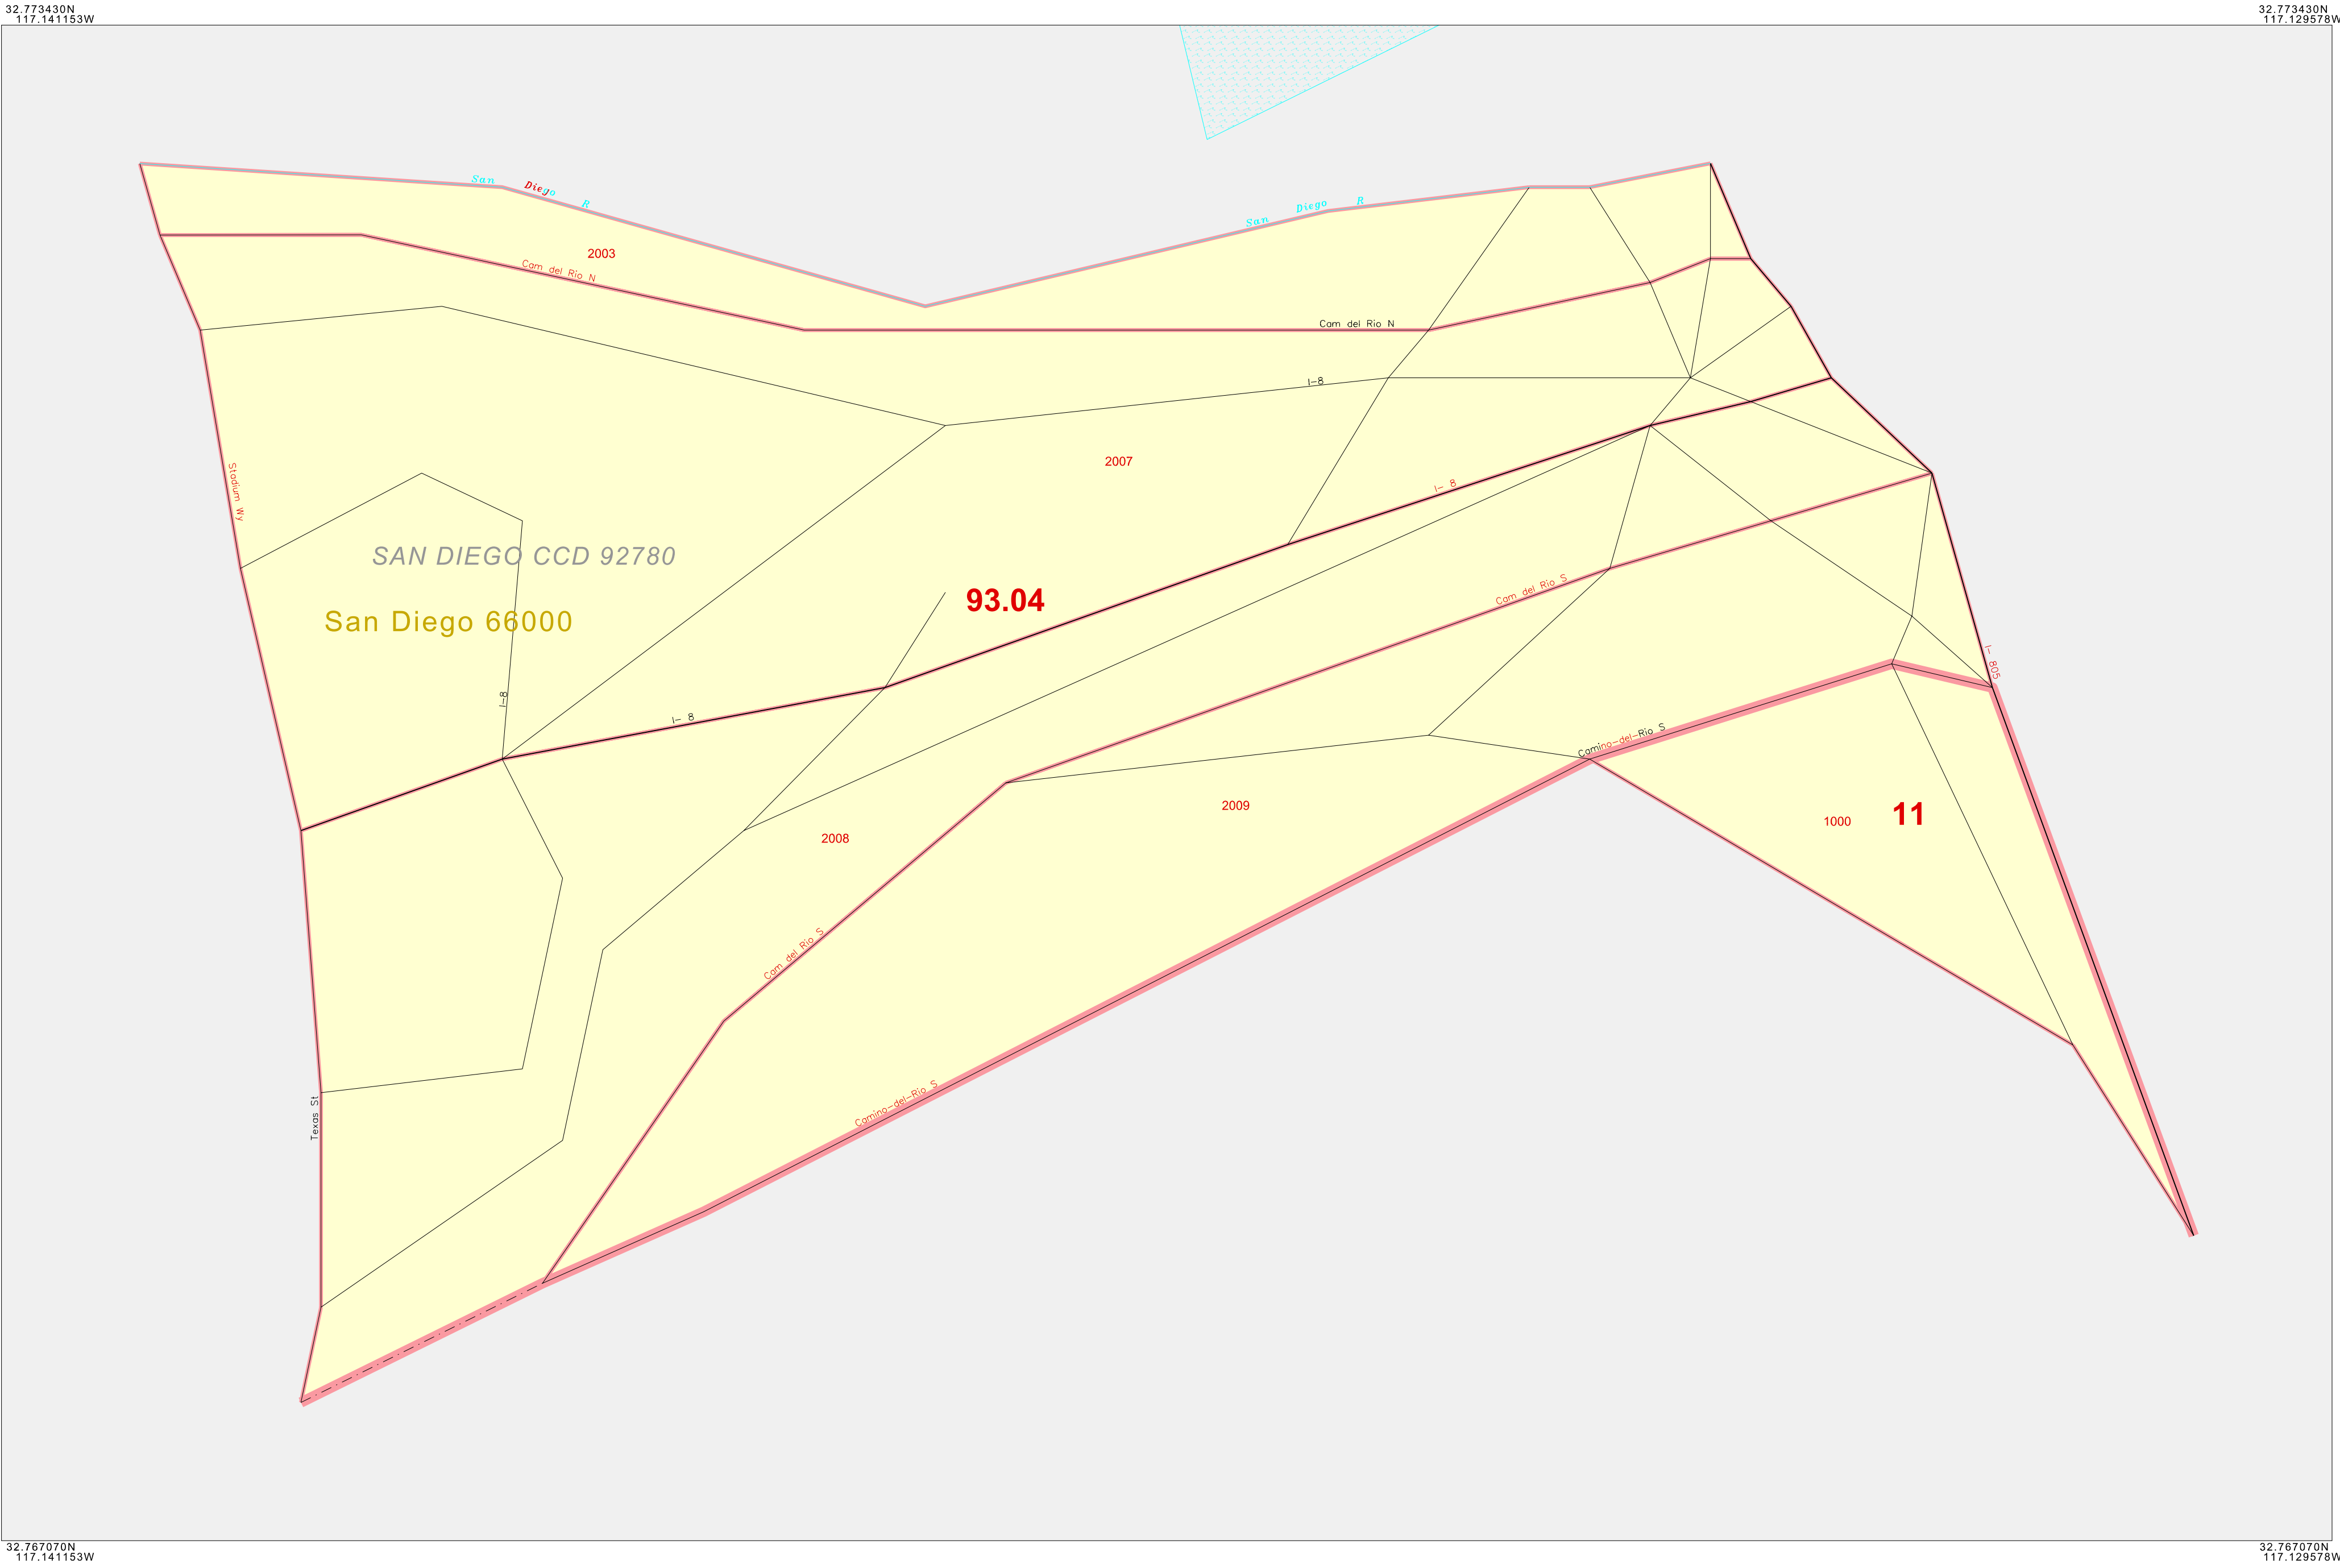 32.773430N
117.141153W
32.773430N
117.129578W
San Diego R
San Diego R
2003
Cam del Rio N
Cam del Rio N
I-8
2007
Stadium Wy
I- 8
SAN DIEGO CCD 92780
93.04
Cam del Rio S
San Diego 66000
I- 805
I-8
I- 8
Camino-del-Rio S
2009
1000
11
2008
Cam del Rio S
Camino-del-Rio S
Texas St
32.767070N
117.141153W
32.767070N
117.129578W